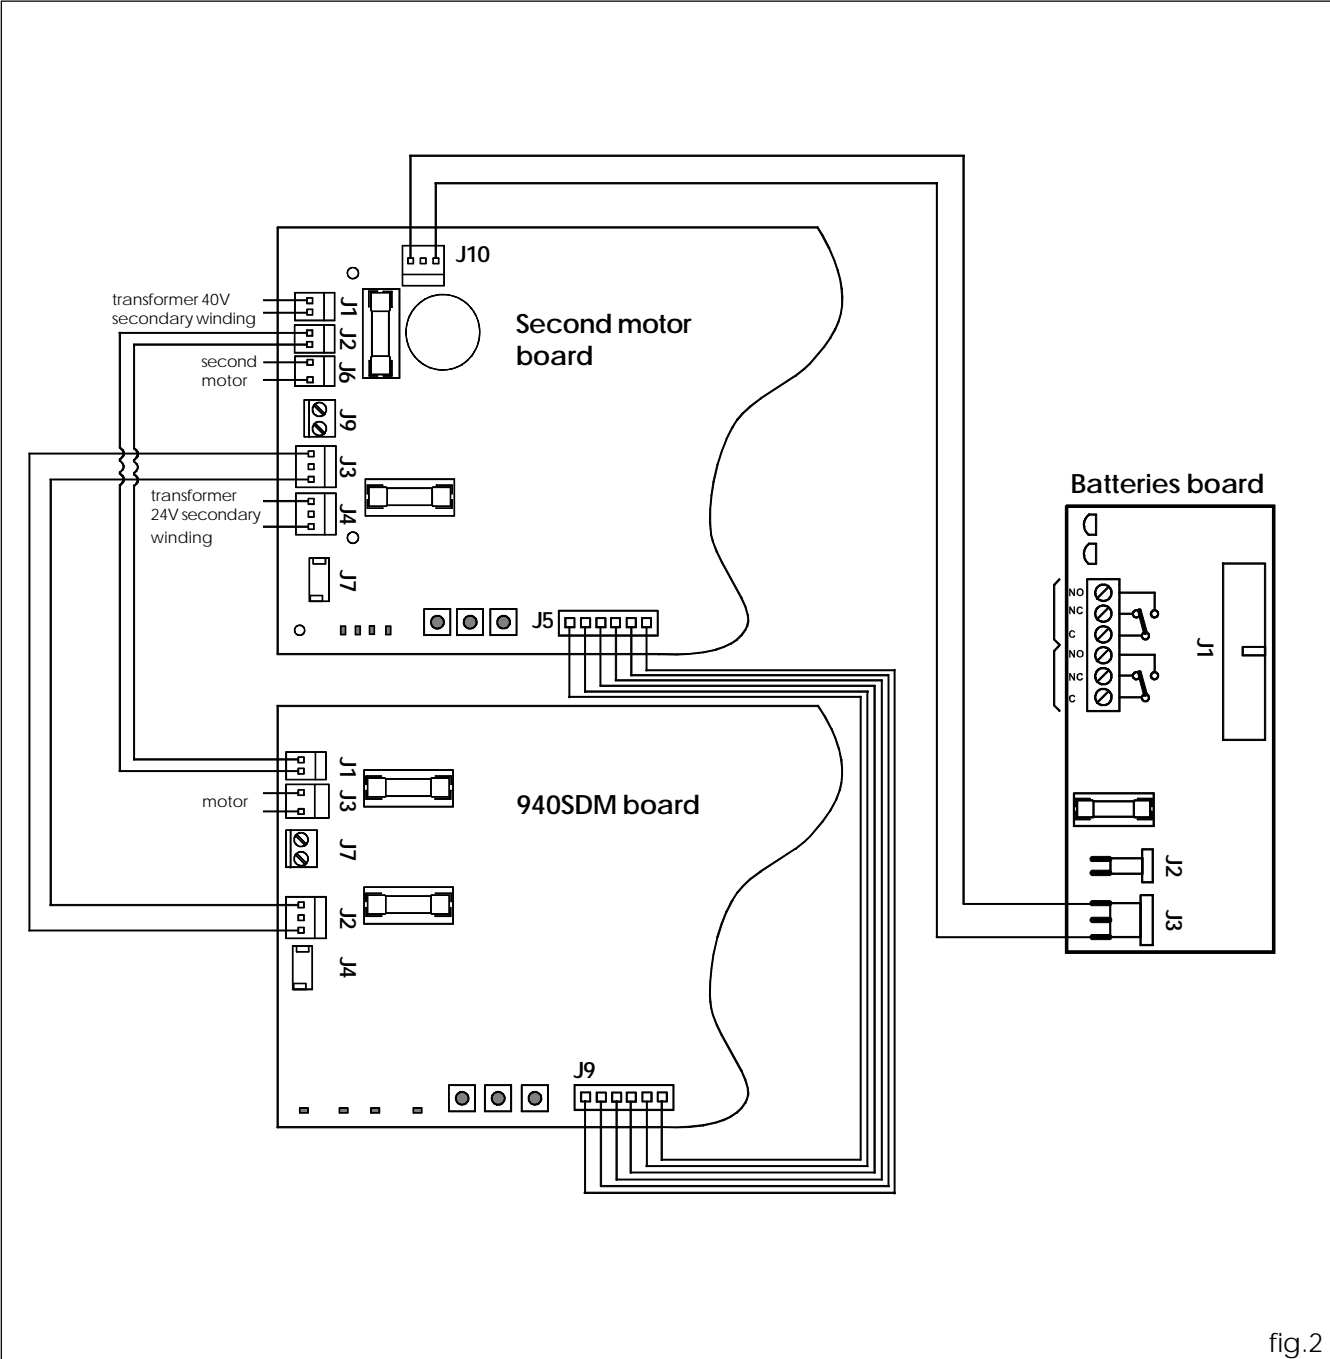 J10
transformer 40V
secondary winding
J1
J2
second
motor
J6
Second motor
board
J9
J3
transformer
24V secondary
winding
J4
J7
J5
Batteries board
NO
NC
C
NO
NC
C
J1
J2
J3
J1
motor
J3
940SDM board
J7
J2
J4
J9
fig.2